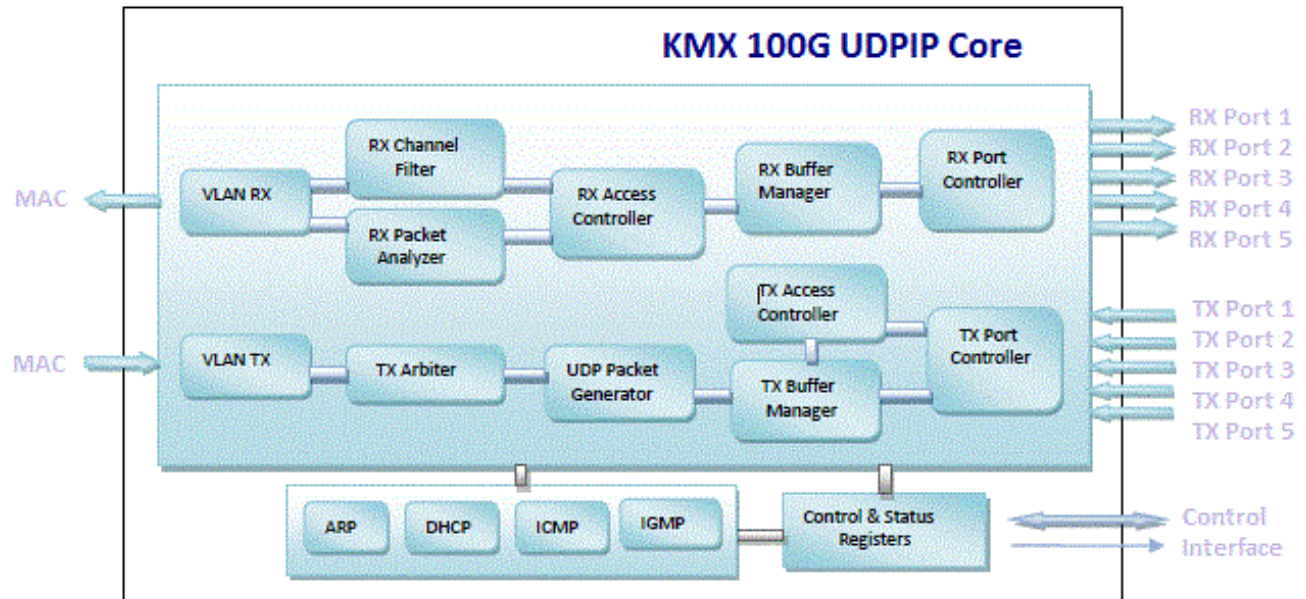 KMX 100G UDPIP Core
MAC
VLAN RX
RX Channel
Filter
RX Packet
Analyzer
RX Access
Controller
RX Buffer
Manager
RX Port
Controller
RX Port 1
RX Port 2
RX Port 3
RX Port 4
RX Port 5
MAC
VLAN TX
TX Arbiter
UDP Packet
Generator
TX Access
Controller
TX Buffer
Manager
TX Port
Controller
TX Port 1
TX Port 2
TX Port 3
TX Port 4
TX Port 5
ARP
DHCP
ICMP
IGMP
Control & Status
Registers
Control
Interface